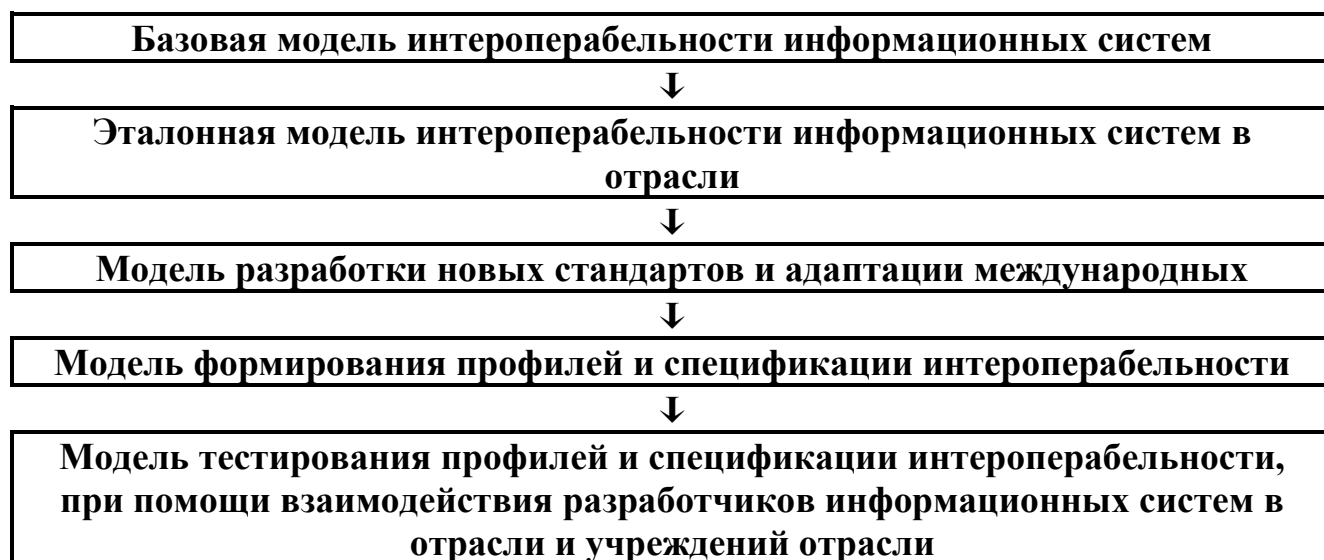 Базовая модель интероперабельности информационных систем
↓
Эталонная модель интероперабельности информационных систем в
отрасли
↓
Модель разработки новых стандартов и адаптации международных
↓
Модель формирования профилей и спецификации интероперабельности
↓
Модель тестирования профилей и спецификации интероперабельности,
при помощи взаимодействия разработчиков информационных систем в
отрасли и учреждений отрасли